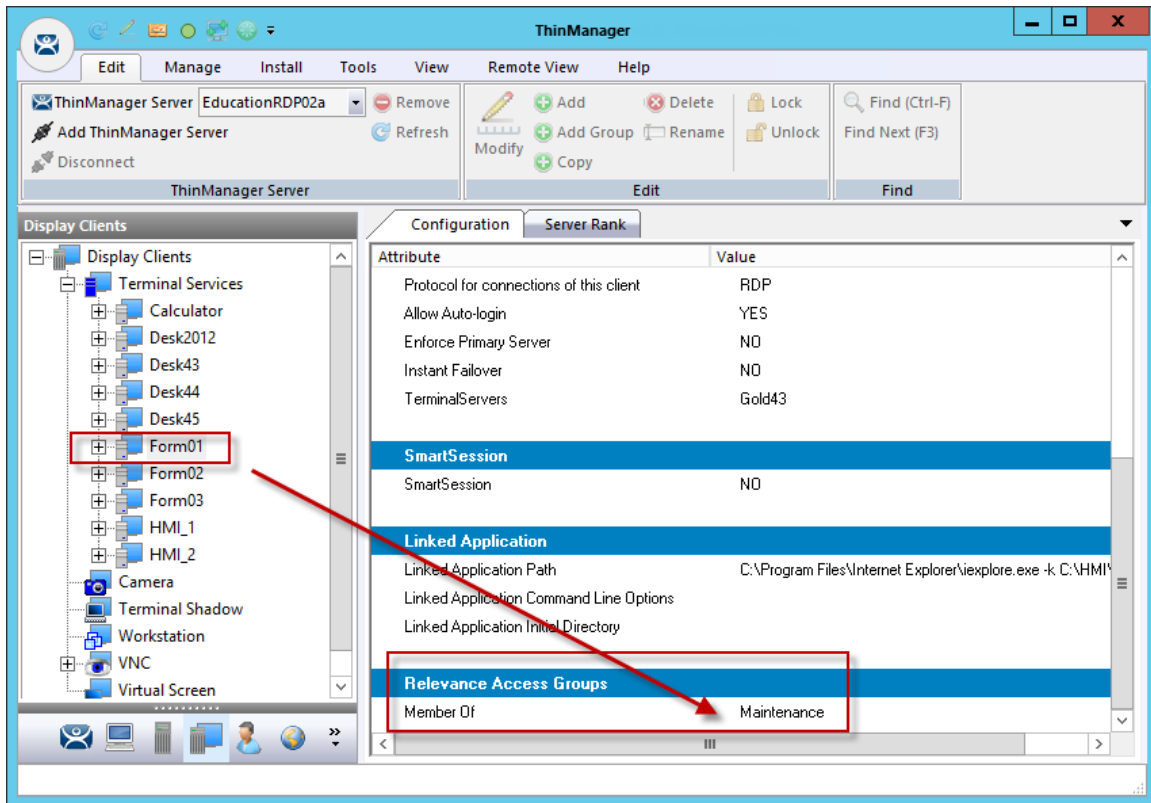 ThinManager
Edit Manage Install Tools View Remote View Help
ThinManager Server EducationRDP02a Remove
Add ThinManager Server Refresh
Disconnect
ThinManager Server
Modify
Add Delete
Add Group Rename
Copy
Lock
Unlock
Edit
Find (Ctrl-F)
Find Next (F3)
Find
Display Clients
Display Clients
Terminal Services
Calculator
Desk2012
Desk43
Desk44
Desk45
Form01
Form02
Form03
HMI_1
HMI_2
Camera
Terminal Shadow
Workstation
VNC
Virtual Screen
Configuration Server Rank
Attribute Value
Protocol for connections of this client RDP
Allow Auto-login YES
Enforce Primary Server NO
Instant Failover NO
TerminalServers Gold43
SmartSession
SmartSession NO
Linked Application
Linked Application Path C:\Program Files\Internet Explorer\iexplore.exe -k C:\HMI\
Linked Application Command Line Options
Linked Application Initial Directory
Relevance Access Groups
Member Of Maintenance